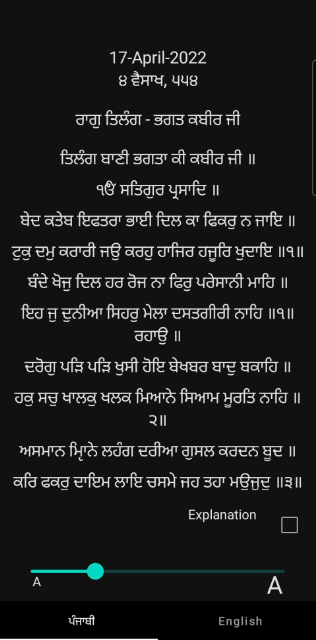 17-April-2022
੪ ਵੈਸਾਖ, ੫੫੪
ਰਾਗੁ ਤਿਲੰਗ - ਭਗਤ ਕਬੀਰ ਜੀ
ਤਿਲੰਗ ਬਾਣੀ ਭਗਤਾ ਕੀ ਕਬੀਰ ਜੀ ॥
ੴ ਸਤਿਗੁਰ ਪ੍ਰਸਾਦਿ ॥
ਬੇਦ ਕਤੇਬ ਇਫਤਰਾ ਭਾਈ ਦਿਲ ਕਾ ਫਿਕਰੁ ਨ ਜਾਇ ॥
ਟੁਕੁ ਦਮੁ ਕਰਾਰੀ ਜਉ ਕਰਹੁ ਹਾਜਿਰ ਹਜੂਰਿ ਖੁਦਾਇ ॥੧॥
ਬੰਦੇ ਖੋਜੁ ਦਿਲ ਹਰ ਰੋਜ ਨਾ ਫਿਰੁ ਪਰੇਸਾਨੀ ਮਾਹਿ ॥
ਇਹ ਜੁ ਦੁਨੀਆ ਸਿਹਰੁ ਮੇਲਾ ਦਸਤਗੀਰੀ ਨਾਹਿ ॥੧॥
ਰਹਾਉ ॥
ਦਰੋਗੁ ਪੜਿ ਪੜਿ ਖੁਸੀ ਹੋਇ ਬੇਖਬਰ ਬਾਦੁ ਬਕਾਹਿ ॥
ਹਕੁ ਸਚੁ ਖਾਲਕੁ ਖਲਕ ਮਿਆਨੇ ਸਿਆਮ ਮੂਰਤਿ ਨਾਹਿ ॥
੨॥
ਅਸਮਾਨ ਮ੍ਹਿਾਨੇ ਲਹੰਗ ਦਰੀਆ ਗੁਸਲ ਕਰਦਨ ਬੂਦ ॥
ਕਰਿ ਫਕਰੁ ਦਾਇਮ ਲਾਇ ਚਸਮੇ ਜਹ ਤਹਾ ਮਉਜੂਦੁ ॥੩॥
Explanation
A A
ਪੰਜਾਬੀ English